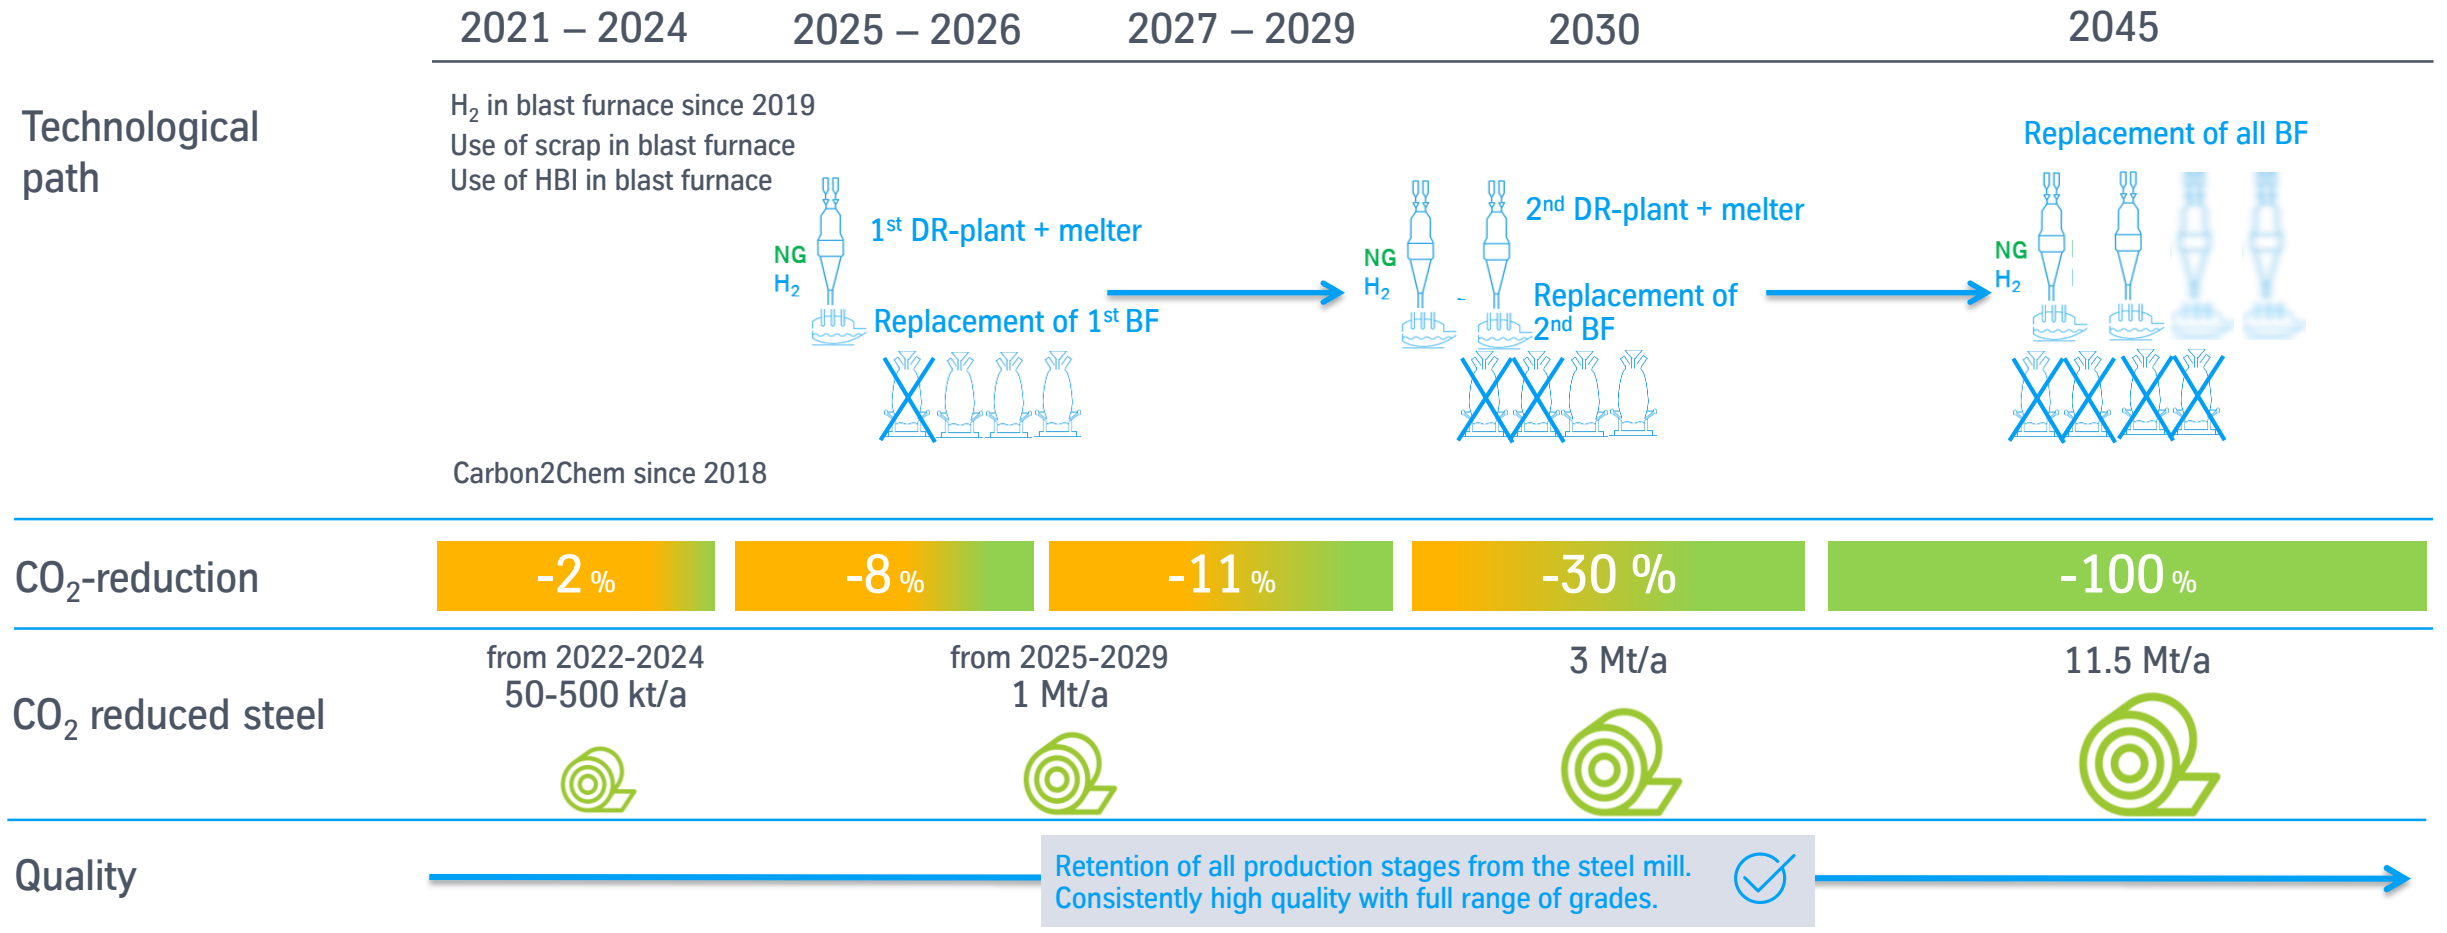 2021 – 2024
2025 – 2026
2027 – 2029
2030
2045
Technological
path
H₂ in blast furnace since 2019
Use of scrap in blast furnace
Use of HBI in blast furnace
NG
H₂
1st DR-plant + melter
Replacement of 1st BF
NG
H₂
2nd DR-plant + melter
Replacement of
2nd BF
Replacement of all BF
NG
H₂
Carbon2Chem since 2018
CO₂-reduction
-2 %
-8 %
-11 %
-30 %
-100 %
CO₂ reduced steel
from 2022-2024
50-500 kt/a
from 2025-2029
1 Mt/a
3 Mt/a
11.5 Mt/a
Quality
Retention of all production stages from the steel mill.
Consistently high quality with full range of grades.